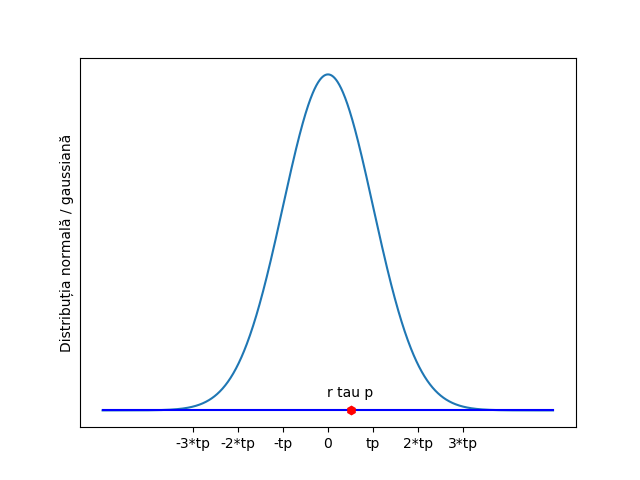 Distribuția normală / gaussiană
r tau p
-3*tp -2*tp -tp 0 tp 2*tp 3*tp